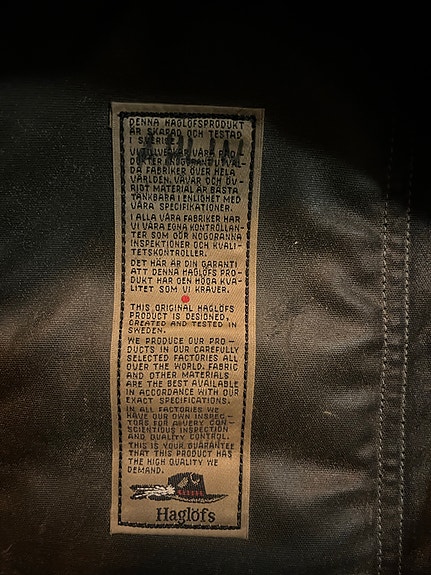 DENNA HAGLÖFSPRODUKT
ÄR SKAPAD OCH TESTAD
I SVERIGE.
VI TILLVERKAR VÅRA PRO-
DUKTER I NOGGRANT UTVAL-
DA FABRIKER ÖVER HELA
VÄRLDEN. VÄVAR OCH ÖV-
RIGT MATERIAL ÄR BÄSTA
TÄNKBARA I ENLIGHET MED
VÅRA SPECIFIKATIONER.
I ALLA VÅRA FABRIKER HAR
VI VÅRA EGNA KONTROLLAN-
TER SOM GÖR NOGGRANNA
INSPEKTIONER OCH KVALI-
TETSKONTROLLER.
DET HÄR ÄR DIN GARANTI
ATT DENNA HAGLÖFS PRO-
DUKT HAR DEN HÖGA KVA-
LITET SOM VI KRÄVER.
THIS ORIGINAL HAGLÖFS
PRODUCT IS DESIGNED,
CREATED AND TESTED IN
SWEDEN.
WE PRODUCE OUR PRO-
DUCTS IN OUR CAREFULLY
SELECTED FACTORIES ALL
OVER THE WORLD. FABRIC
AND OTHER MATERIALS
ARE THE BEST AVAILABLE
IN ACCORDANCE WITH OUR
EXACT SPECIFICATIONS.
IN ALL FACTORIES WE
HAVE OUR OWN INSPEC-
TORS FOR A VERY CON-
SCIENTIOUS INSPECTION
AND QUALITY CONTROL.
THIS IS YOUR GUARANTEE
THAT THIS PRODUCT HAS
THE HIGH QUALITY WE
DEMAND.
Haglöfs